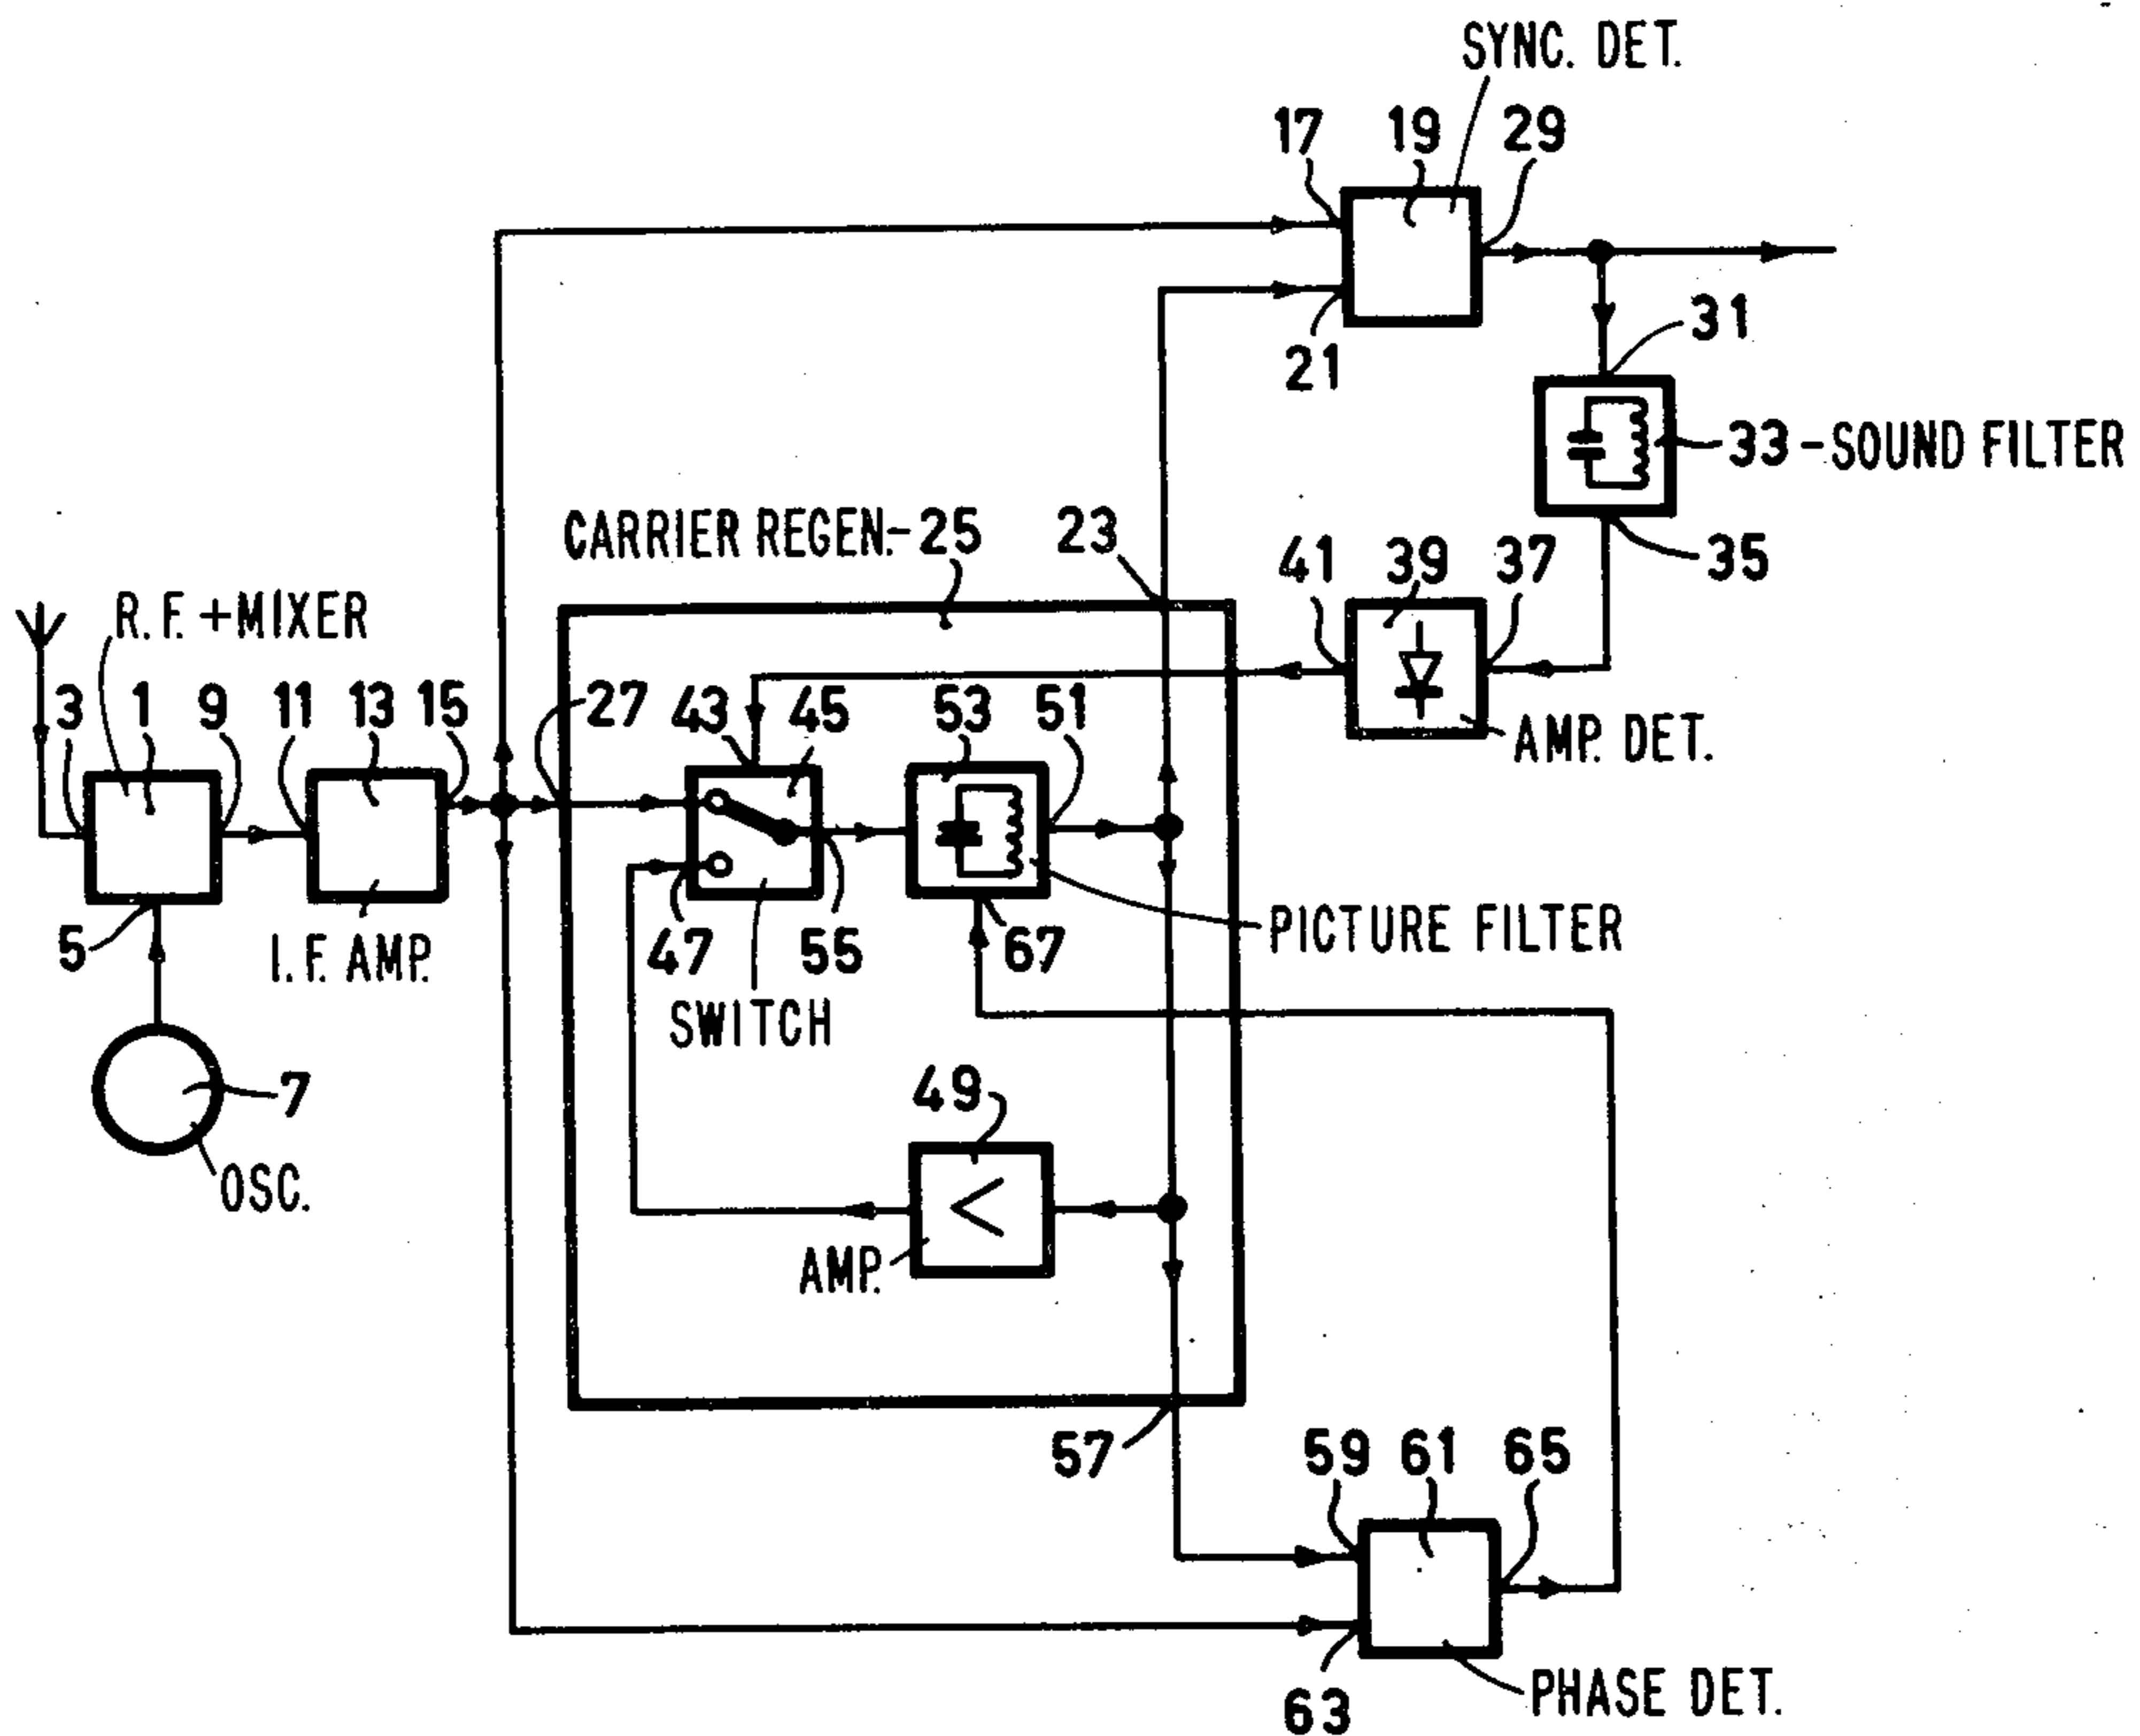 SYNC. DET.
17 19 29
21
31
33-SOUND FILTER
35
CARRIER REGEN.-25 23
41 39 37
AMP. DET.
R.F. +MIXER
3 1 9 11 13 15
27 43 45 53 51
5
I.F. AMP.
47 55 67
PICTURE FILTER
SWITCH
7
OSC.
49
AMP.
57
59 61 65
63
PHASE DET.